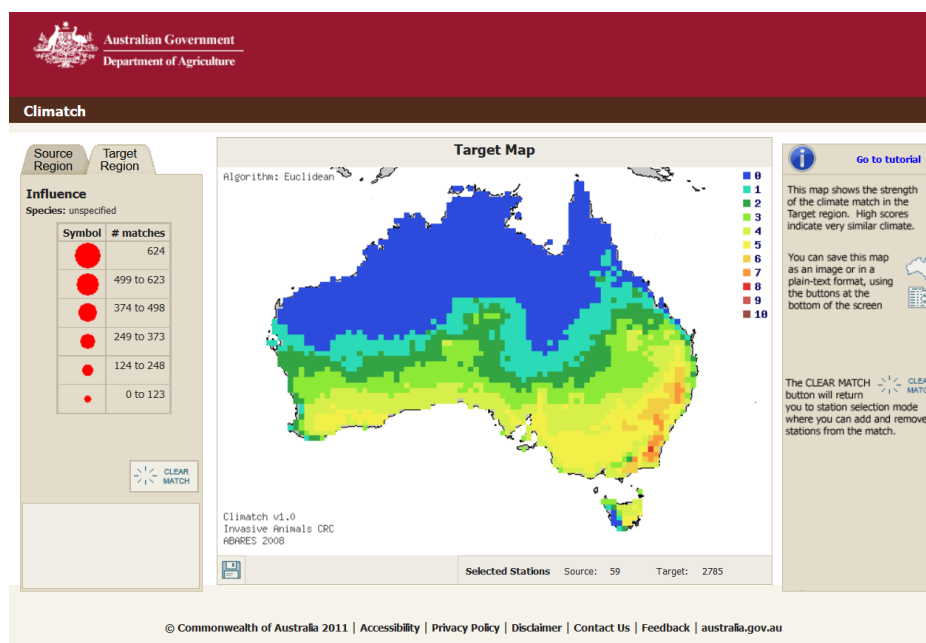 Australian Government
Department of Agriculture
Climatch
Source
Region
Target
Region
Influence
Species: unspecified
Symbol # matches
624
499 to 623
374 to 498
249 to 373
124 to 248
0 to 123
CLEAR
MATCH
Target Map
Algorithm: Euclidean
0
1
2
3
4
5
6
7
8
9
10
Climatch v1.0
Invasive Animals CRC
ABARES 2008
Selected Stations Source: 59 Target: 2785
Go to tutorial
This map shows the strength
of the climate match in the
Target region. High scores
indicate very similar climate.
You can save this map
as an image or in a
plain-text format, using
the buttons at the
bottom of the screen
The CLEAR MATCH
button will return
you to station selection mode
where you can add and remove
stations from the match.
© Commonwealth of Australia 2011 | Accessibility | Privacy Policy | Disclaimer | Contact Us | Feedback | australia.gov.au